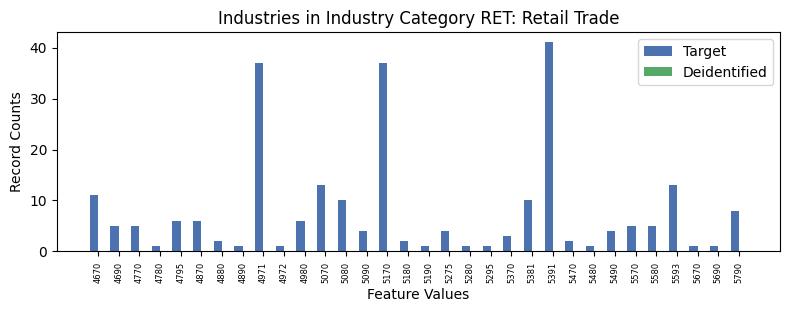 Industries in Industry Category RET: Retail Trade
Target
Deidentified
Record Counts
40
30
20
10
0
4670 4690 4770 4780 4795 4870 4880 4890 4971 4972 4980 5070 5080 5090 5170 5180 5190 5275 5280 5295 5370 5381 5391 5470 5480 5490 5570 5580 5593 5670 5690 5790
Feature Values